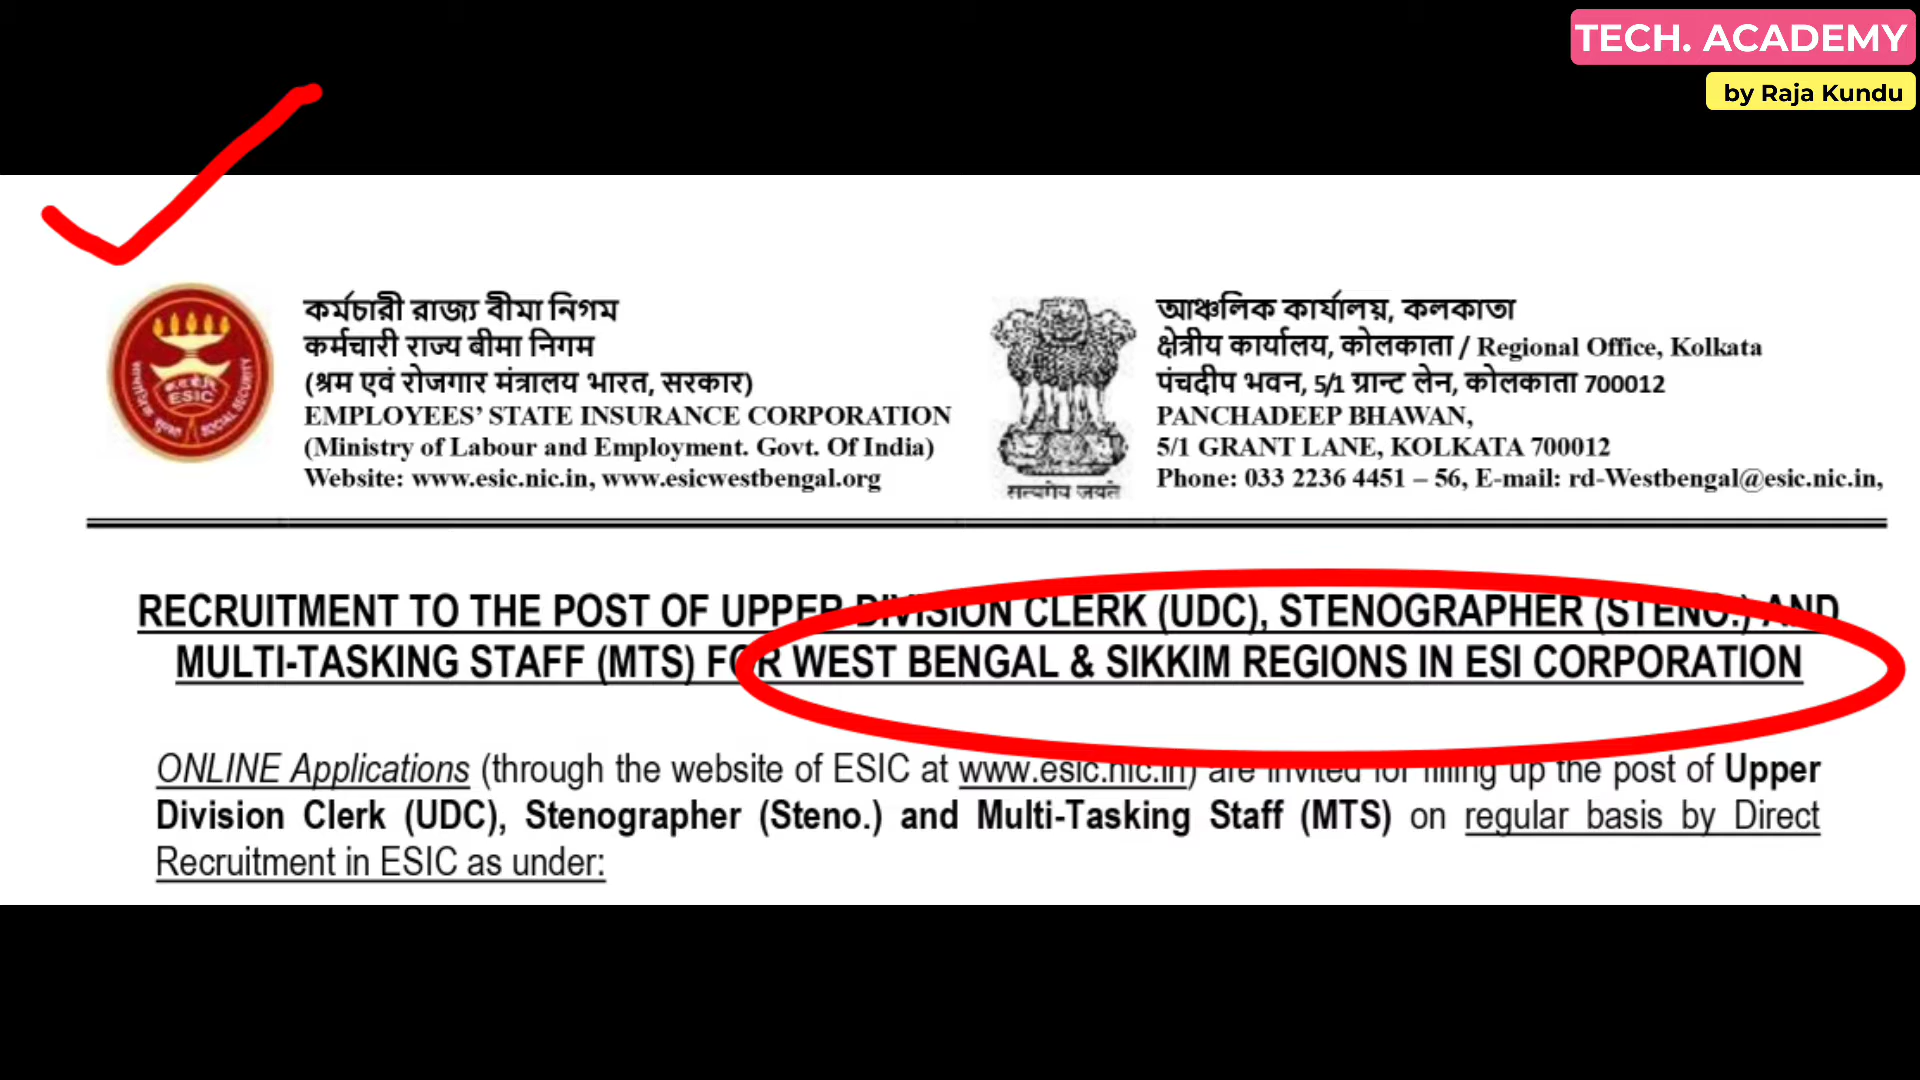 TECH. ACADEMY
by Raja Kundu
কর্মচারী রাজ্য বীমা নিগম
कर्मचारी राज्य बीमा निगम
(श्रम एवं रोजगार मंत्रालय भारत, सरकार)
EMPLOYEES’ STATE INSURANCE CORPORATION
(Ministry of Labour and Employment. Govt. Of India)
Website: www.esic.nic.in, www.esicwestbengal.org
ESIC
SOCIAL SECURITY
सत्यमेव जयते
আঞ্চলিক কার্যালয়, কলকাতা
क्षेत्रीय कार्यालय, कोलकाता / Regional Office, Kolkata
पंचदीप भवन, 5/1 ग्रान्ट लेन, कोलकाता 700012
PANCHADEEP BHAWAN,
5/1 GRANT LANE, KOLKATA 700012
Phone: 033 2236 4451 – 56, E-mail: rd-Westbengal@esic.nic.in,
RECRUITMENT TO THE POST OF UPPER DIVISION CLERK (UDC), STENOGRAPHER (STENO.) AND
MULTI-TASKING STAFF (MTS) FOR WEST BENGAL & SIKKIM REGIONS IN ESI CORPORATION
ONLINE Applications (through the website of ESIC at www.esic.nic.in) are invited for filling up the post of Upper
Division Clerk (UDC), Stenographer (Steno.) and Multi-Tasking Staff (MTS) on regular basis by Direct
Recruitment in ESIC as under: